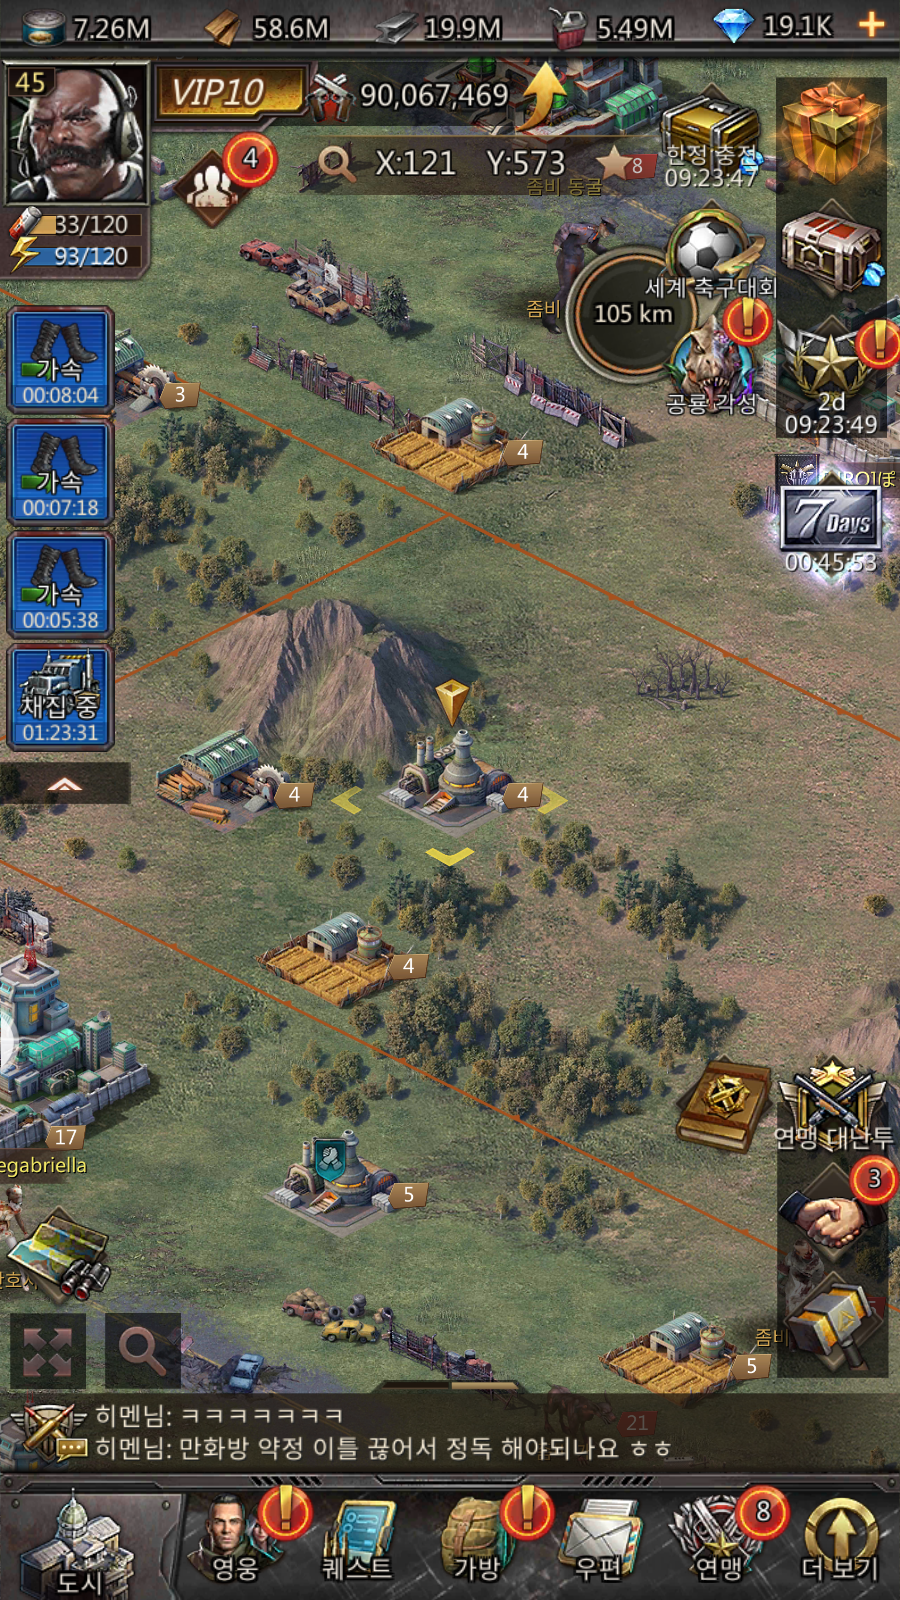 7.26M 58.6M 19.9M 5.49M 19.1K
45
VIP10 90,067,469
4
X:121 Y:573
8
한정 충전
09:23:47
좀비 동굴
33/120
93/120
세계 축구대회
좀비
105 km
가속
00:08:04
3
공룡 각성
2d
09:23:49
4
가속
00:07:18
7 Days
00:45:53
가속
00:05:38
채집 중
01:23:31
4
4
4
연맹 대난투
17
egabriella
3
5
좀비
5
히멘님: ㅋㅋㅋㅋㅋㅋㅋ
21
히멘님: 만화방 약정 이틀 끊어서 정독 해야되나요 ㅎㅎ
8
도시 영웅 퀘스트 가방 우편 연맹 더 보기